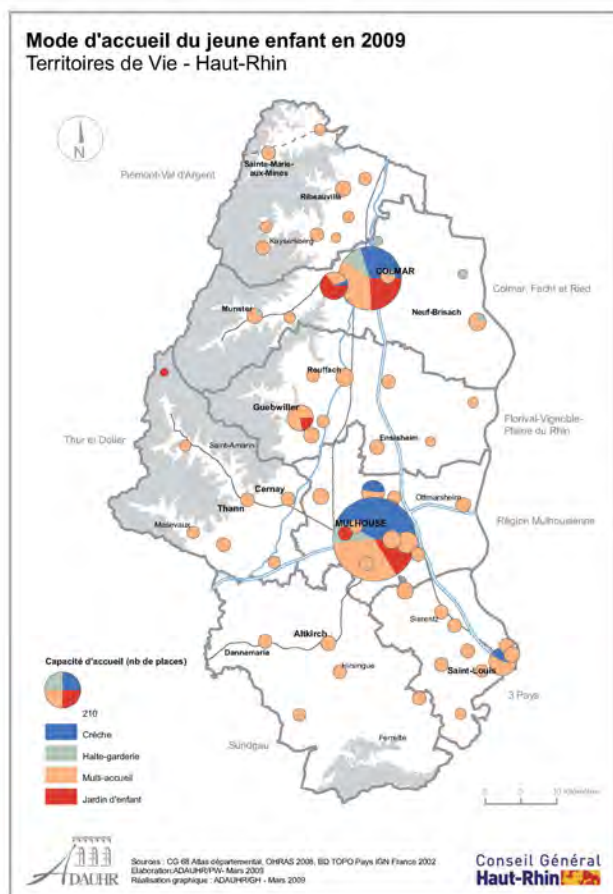 Mode d'accueil du jeune enfant en 2009
Territoires de Vie - Haut-Rhin
N
Sainte-Marie-
aux-Mines
Piémont-Val d'Argent
Ribeauvillé
Kaysersberg
COLMAR
Munster
Colmar, Fecht et Ried
Neuf-Brisach
Rouffach
Guebwiller
Florival-Vignoble-
Plaine du Rhin
Ensisheim
Thur et Doller
Saint-Amarin
Cernay
Ottmarsheim
Thann
MULHOUSE
Région Mulhousienne
Masevaux
Sierentz
Altkirch
Dannemarie
Saint-Louis
Hirsingue
3 Pays
Sundgau
Ferrette
Capacité d'accueil (nb de places)
210
Crèche
Halte-garderie
Multi-accueil
Jardin d'enfant
0 5 10 Kilomètres
ADAUHR
Sources : CG 68 Atlas départemental, OHRAS 2008, BD TOPO Pays IGN France 2002
Elaboration:ADAUHR/PW- Mars 2009
Réalisation graphique : ADAUHR/GH - Mars 2009
Conseil Général
Haut-Rhin